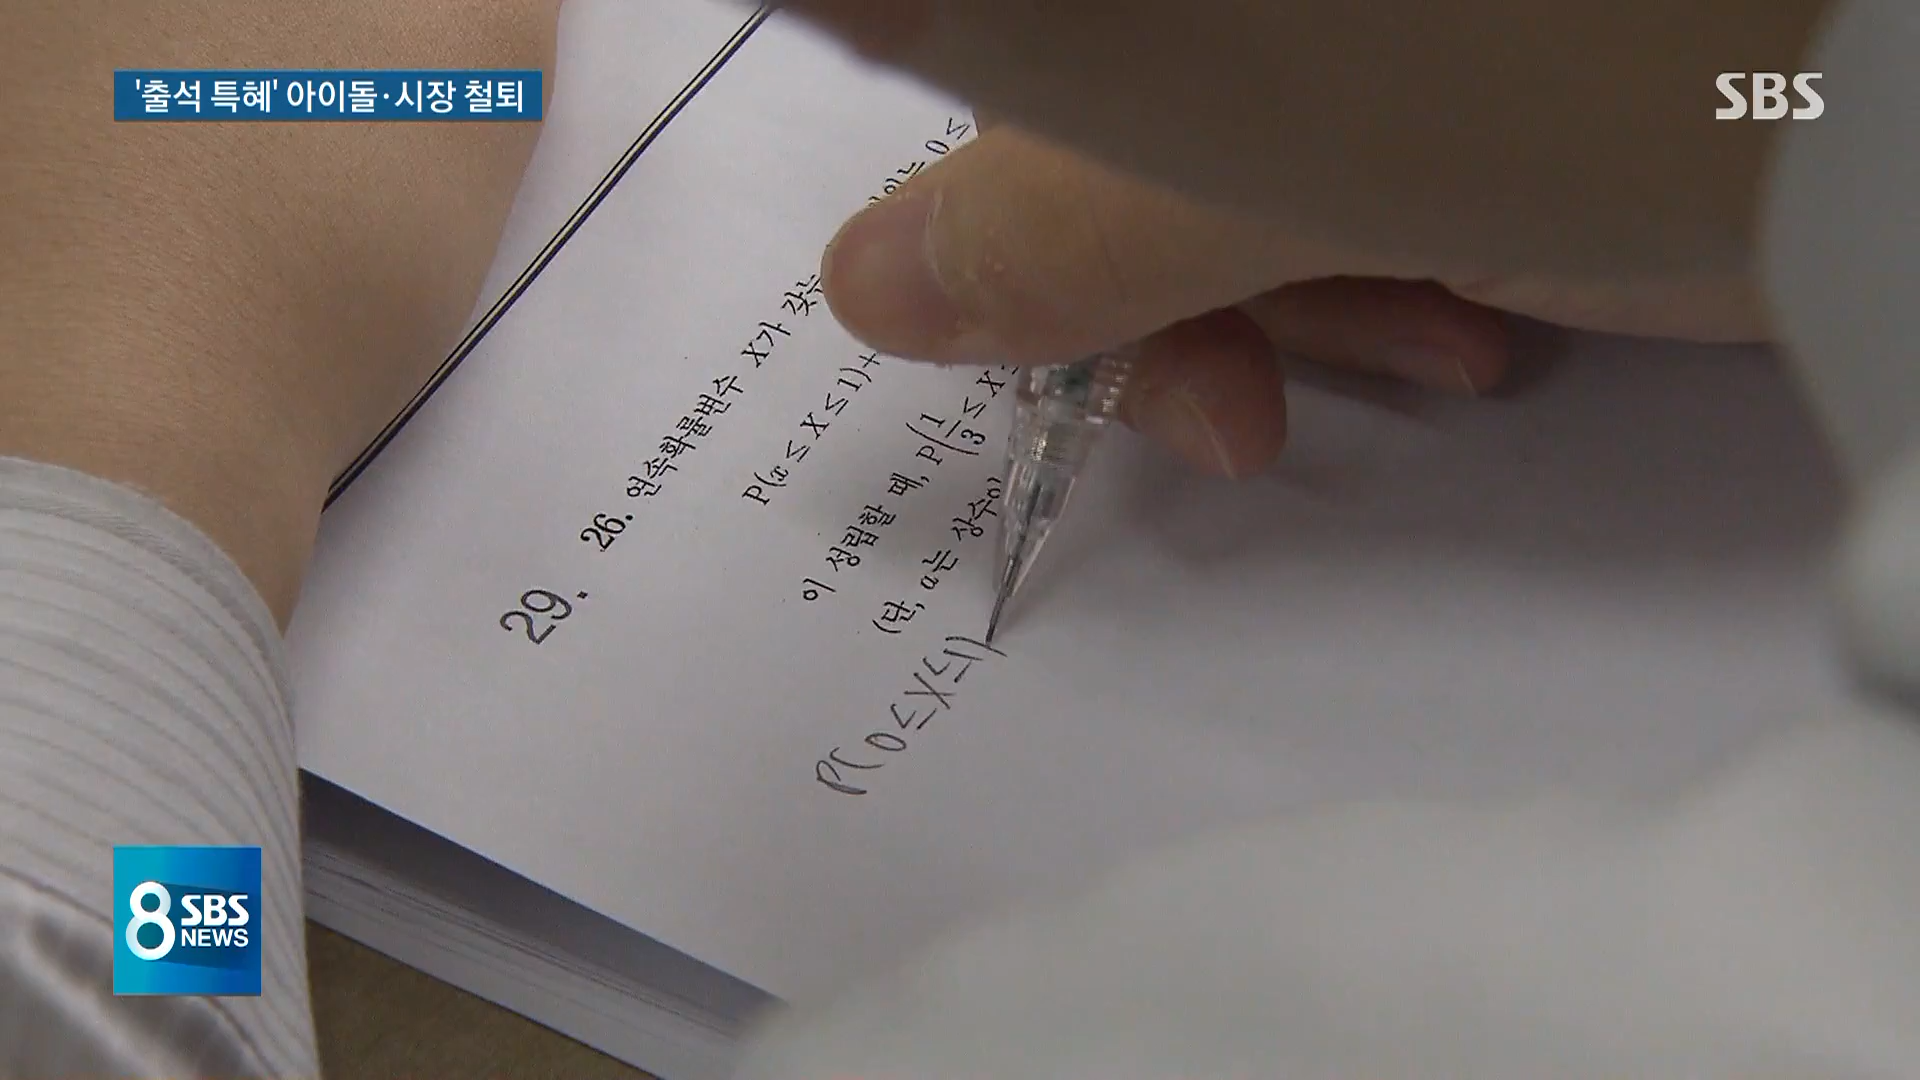 '출석 특혜' 아이돌·시장 철퇴
SBS
29.
26. 연속확률변수 X가 갖는 0 ≤
P(x ≤ X ≤ 1)+
이 성립할 때, P(1/3 ≤ X
(단, a는 상수이
P(0≤X≤1)
8 SBS
NEWS